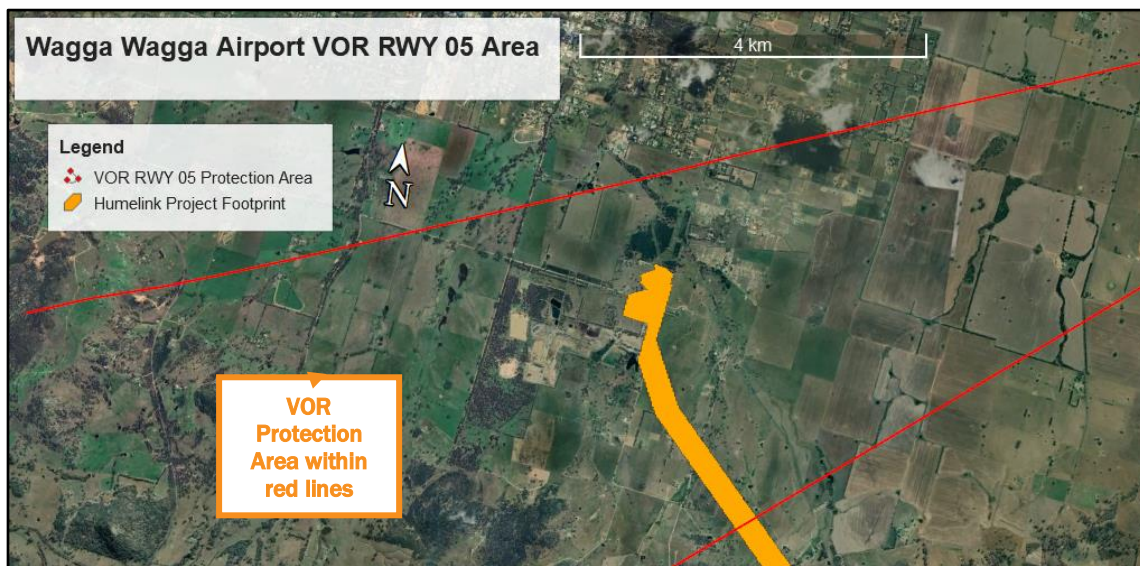 Wagga Wagga Airport VOR RWY 05 Area
4 km
Legend
VOR RWY 05 Protection Area
Humelink Project Footprint
N
VOR
Protection
Area within
red lines